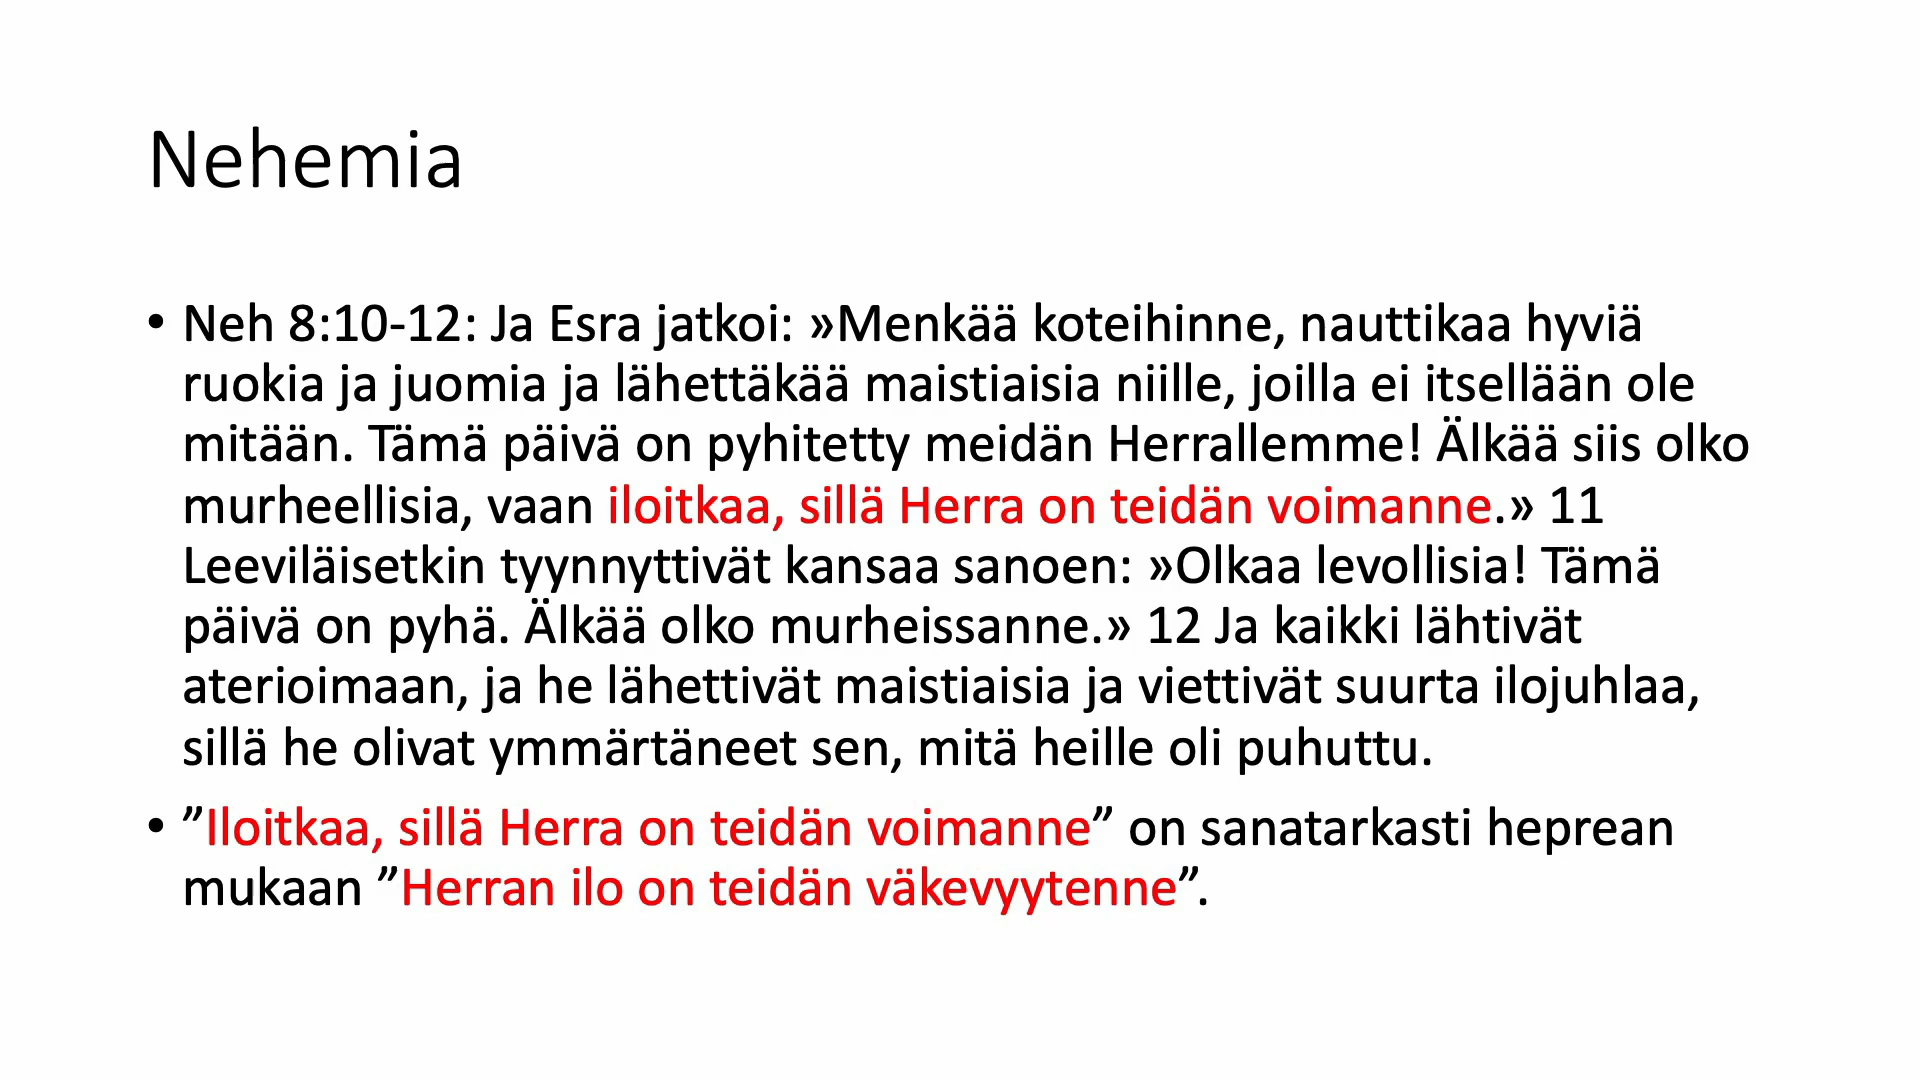 Nehemia
• Neh 8:10-12: Ja Esra jatkoi: »Menkää koteihinne, nauttikaa hyviä
ruokia ja juomia ja lähettäkää maistiaisia niille, joilla ei itsellään ole
mitään. Tämä päivä on pyhitetty meidän Herrallemme! Älkää siis olko
murheellisia, vaan iloitkaa, sillä Herra on teidän voimanne.» 11
Leeviläisetkin tyynnyttivät kansaa sanoen: »Olkaa levollisia! Tämä
päivä on pyhä. Älkää olko murheissanne.» 12 Ja kaikki lähtivät
aterioimaan, ja he lähettivät maistiaisia ja viettivät suurta ilojuhlaa,
sillä he olivat ymmärtäneet sen, mitä heille oli puhuttu.
• ”Iloitkaa, sillä Herra on teidän voimanne” on sanatarkasti heprean
mukaan ”Herran ilo on teidän väkevyytenne”.